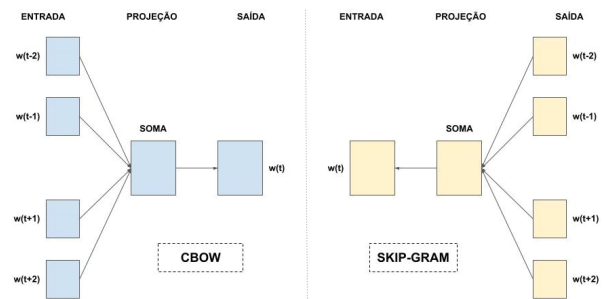 ENTRADA PROJEÇÃO SAÍDA
w(t-2)
w(t-1)
SOMA
w(t)
w(t+1)
w(t+2)
CBOW
ENTRADA PROJEÇÃO SAÍDA
w(t-2)
w(t-1)
SOMA
w(t)
w(t+1)
w(t+2)
SKIP-GRAM